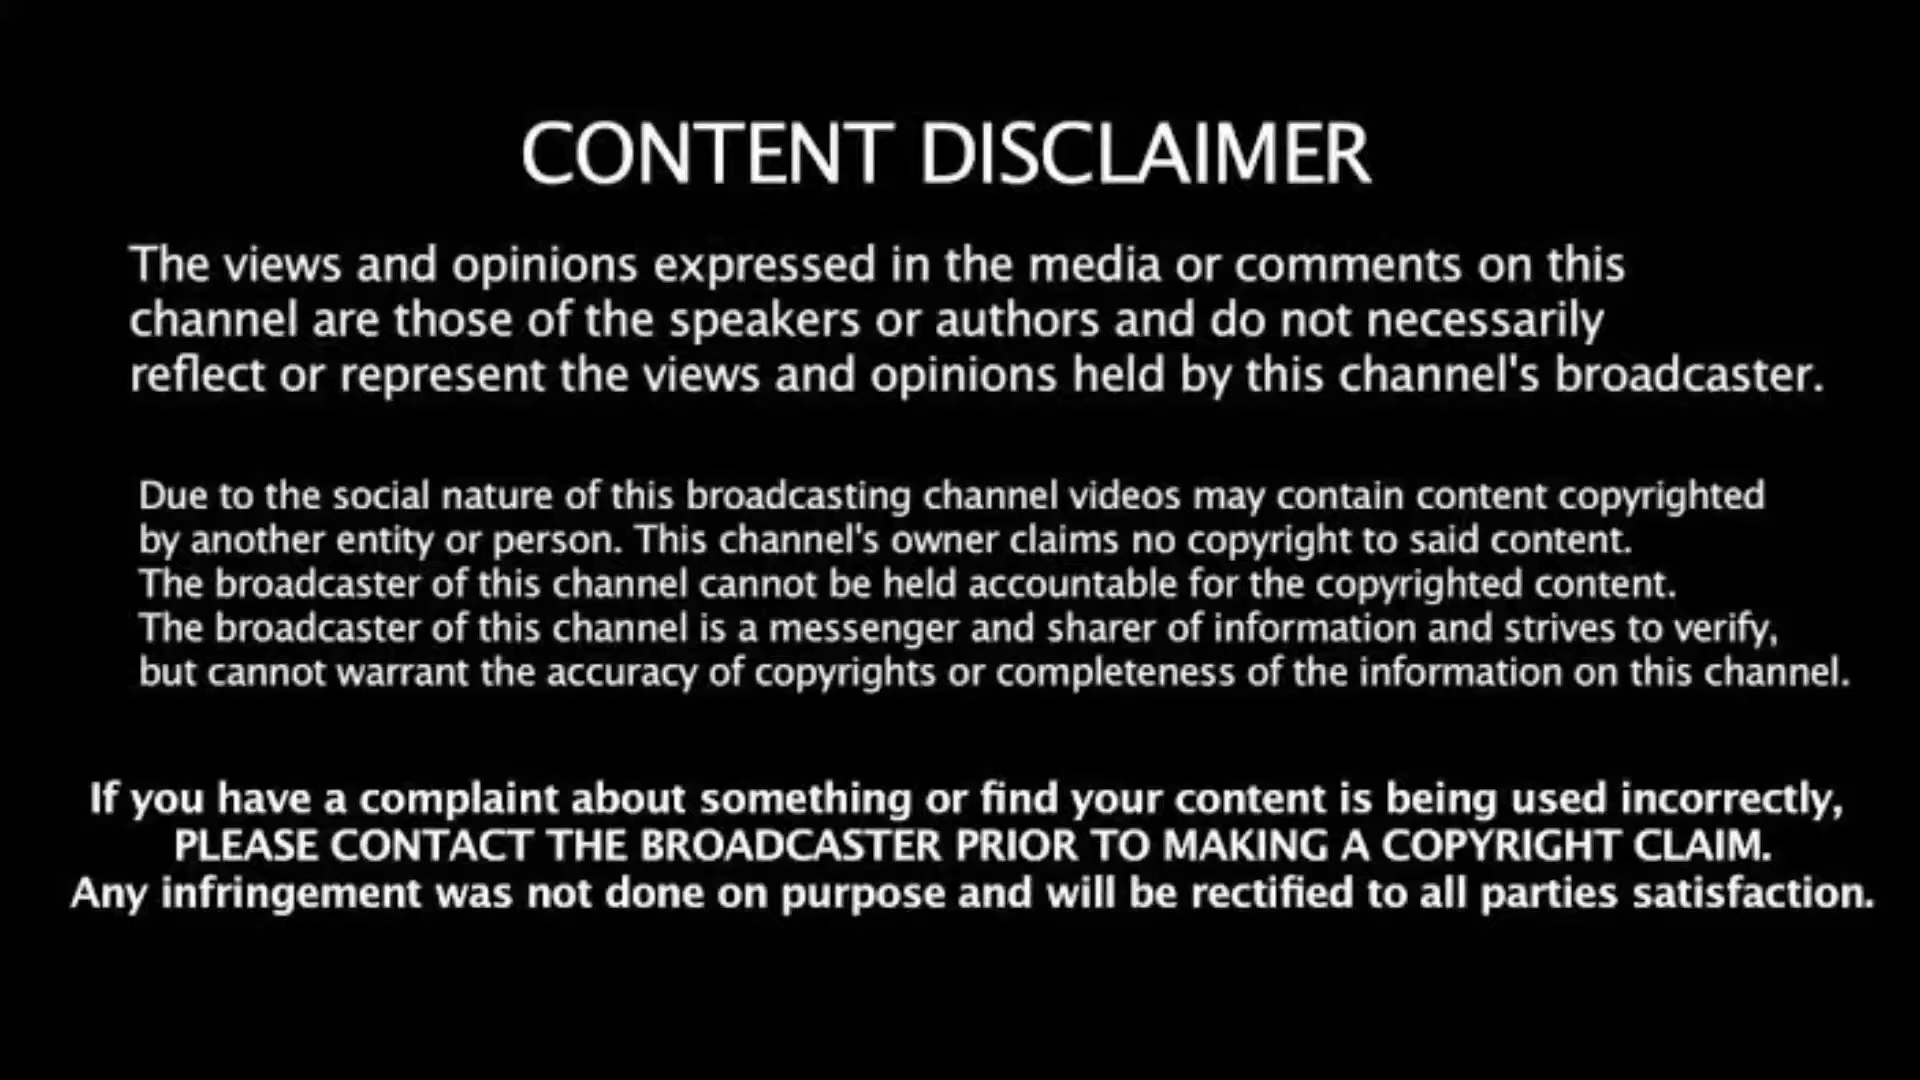 CONTENT DISCLAIMER
The views and opinions expressed in the media or comments on this
channel are those of the speakers or authors and do not necessarily
reflect or represent the views and opinions held by this channel's broadcaster.
Due to the social nature of this broadcasting channel videos may contain content copyrighted
by another entity or person. This channel's owner claims no copyright to said content.
The broadcaster of this channel cannot be held accountable for the copyrighted content.
The broadcaster of this channel is a messenger and sharer of information and strives to verify,
but cannot warrant the accuracy of copyrights or completeness of the information on this channel.
If you have a complaint about something or find your content is being used incorrectly,
PLEASE CONTACT THE BROADCASTER PRIOR TO MAKING A COPYRIGHT CLAIM.
Any infringement was not done on purpose and will be rectified to all parties satisfaction.